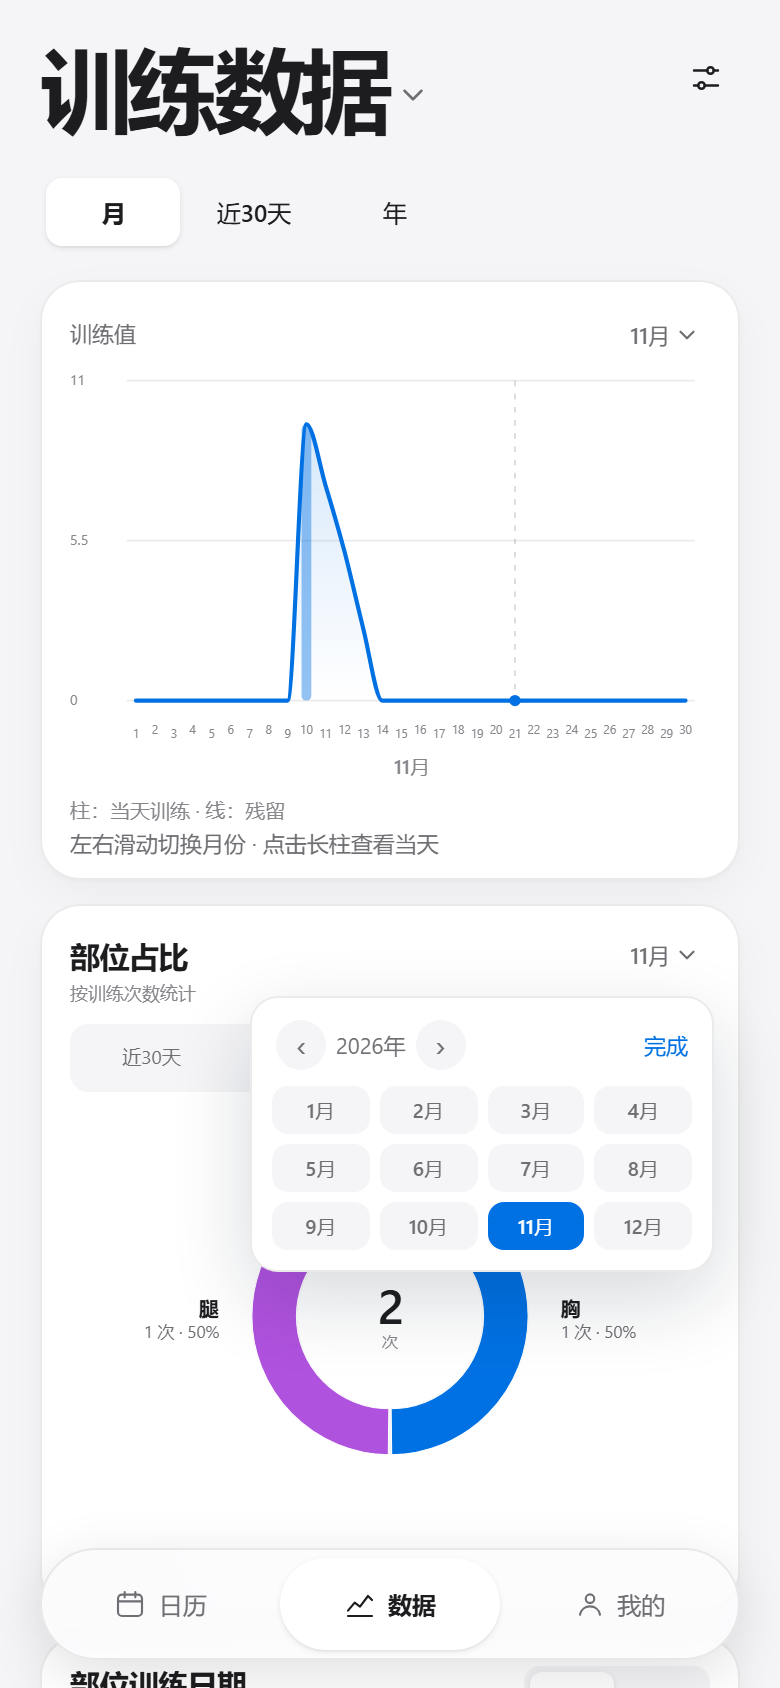 训练数据
月 近30天 年
训练值 11月
11
5.5
0
1 2 3 4 5 6 7 8 9 10 11 12 13 14 15 16 17 18 19 20 21 22 23 24 25 26 27 28 29 30
11月
柱：当天训练 · 线：残留
左右滑动切换月份 · 点击长柱查看当天
部位占比 11月
按训练次数统计
‹ 2026年 › 完成
近30天
1月 2月 3月 4月
5月 6月 7月 8月
9月 10月 11月 12月
腿 2 胸
1 次 · 50% 次 1 次 · 50%
日历 数据 我的
部位训练日期